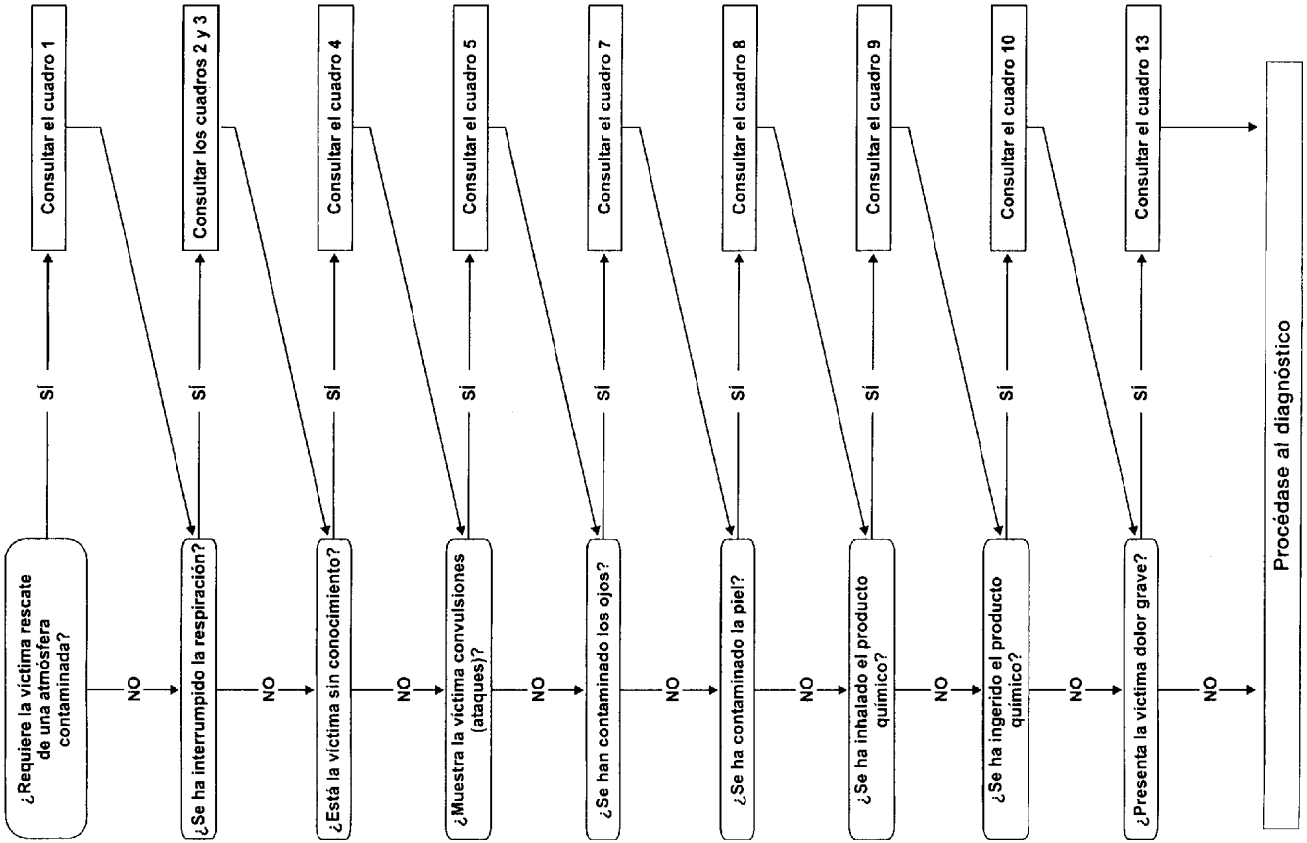 ¿Requiere la víctima rescate
de una atmósfera
contaminada?
SÍ
Consultar el cuadro 1
NO
¿Se ha interrumpido la respiración?
SÍ
Consultar los cuadros 2 y 3
NO
¿Está la víctima sin conocimiento?
SÍ
Consultar el cuadro 4
NO
¿Muestra la víctima convulsiones
(ataques)?
SÍ
Consultar el cuadro 5
NO
¿Se han contaminado los ojos?
SÍ
Consultar el cuadro 7
NO
¿Se ha contaminado la piel?
SÍ
Consultar el cuadro 8
NO
¿Se ha inhalado el producto
químico?
SÍ
Consultar el cuadro 9
NO
¿Se ha ingerido el producto
químico?
SÍ
Consultar el cuadro 10
NO
¿Presenta la víctima dolor grave?
SÍ
Consultar el cuadro 13
NO
Procédase al diagnóstico